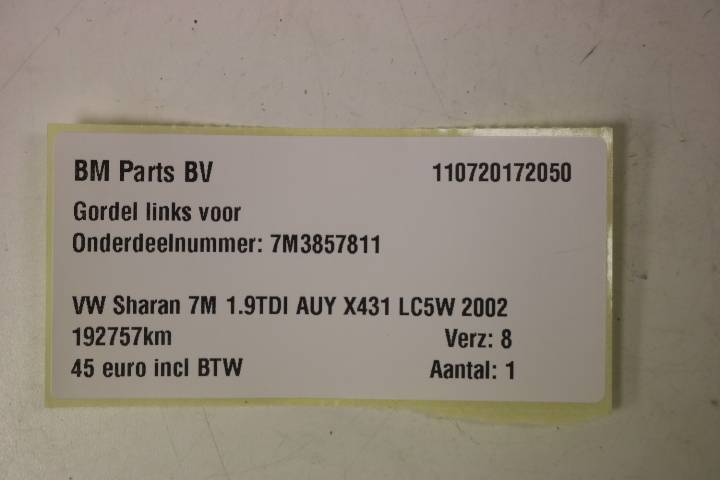 BM Parts BV 110720172050
Gordel links voor
Onderdeelnummer: 7M3857811
VW Sharan 7M 1.9TDI AUY X431 LC5W 2002
192757km Verz: 8
45 euro incl BTW Aantal: 1